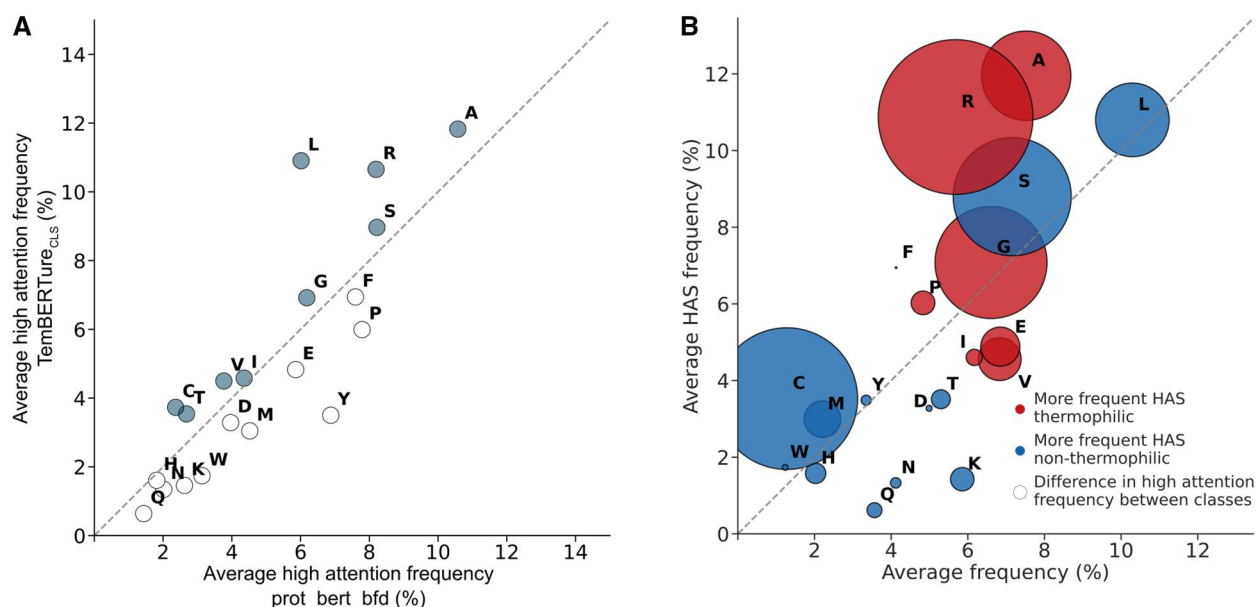 A
Average high attention frequency
TemBERTure_CLS (%)
14
12
10
8
6
4
2
0
A
L
R
S
G
F
P
V
I
E
Y
C
T
D
M
H
N
K
W
Q
2
4
6
8
10
12
14
Average high attention frequency
prot_bert_bfd (%)
B
Average HAS frequency (%)
12
10
8
6
4
2
0
A
R
L
S
G
F
P
I
E
V
C
M
Y
T
D
W
H
N
K
Q
More frequent HAS
thermophilic
More frequent HAS
non-thermophilic
Difference in high attention
frequency between classes
2
4
6
8
10
12
Average frequency (%)